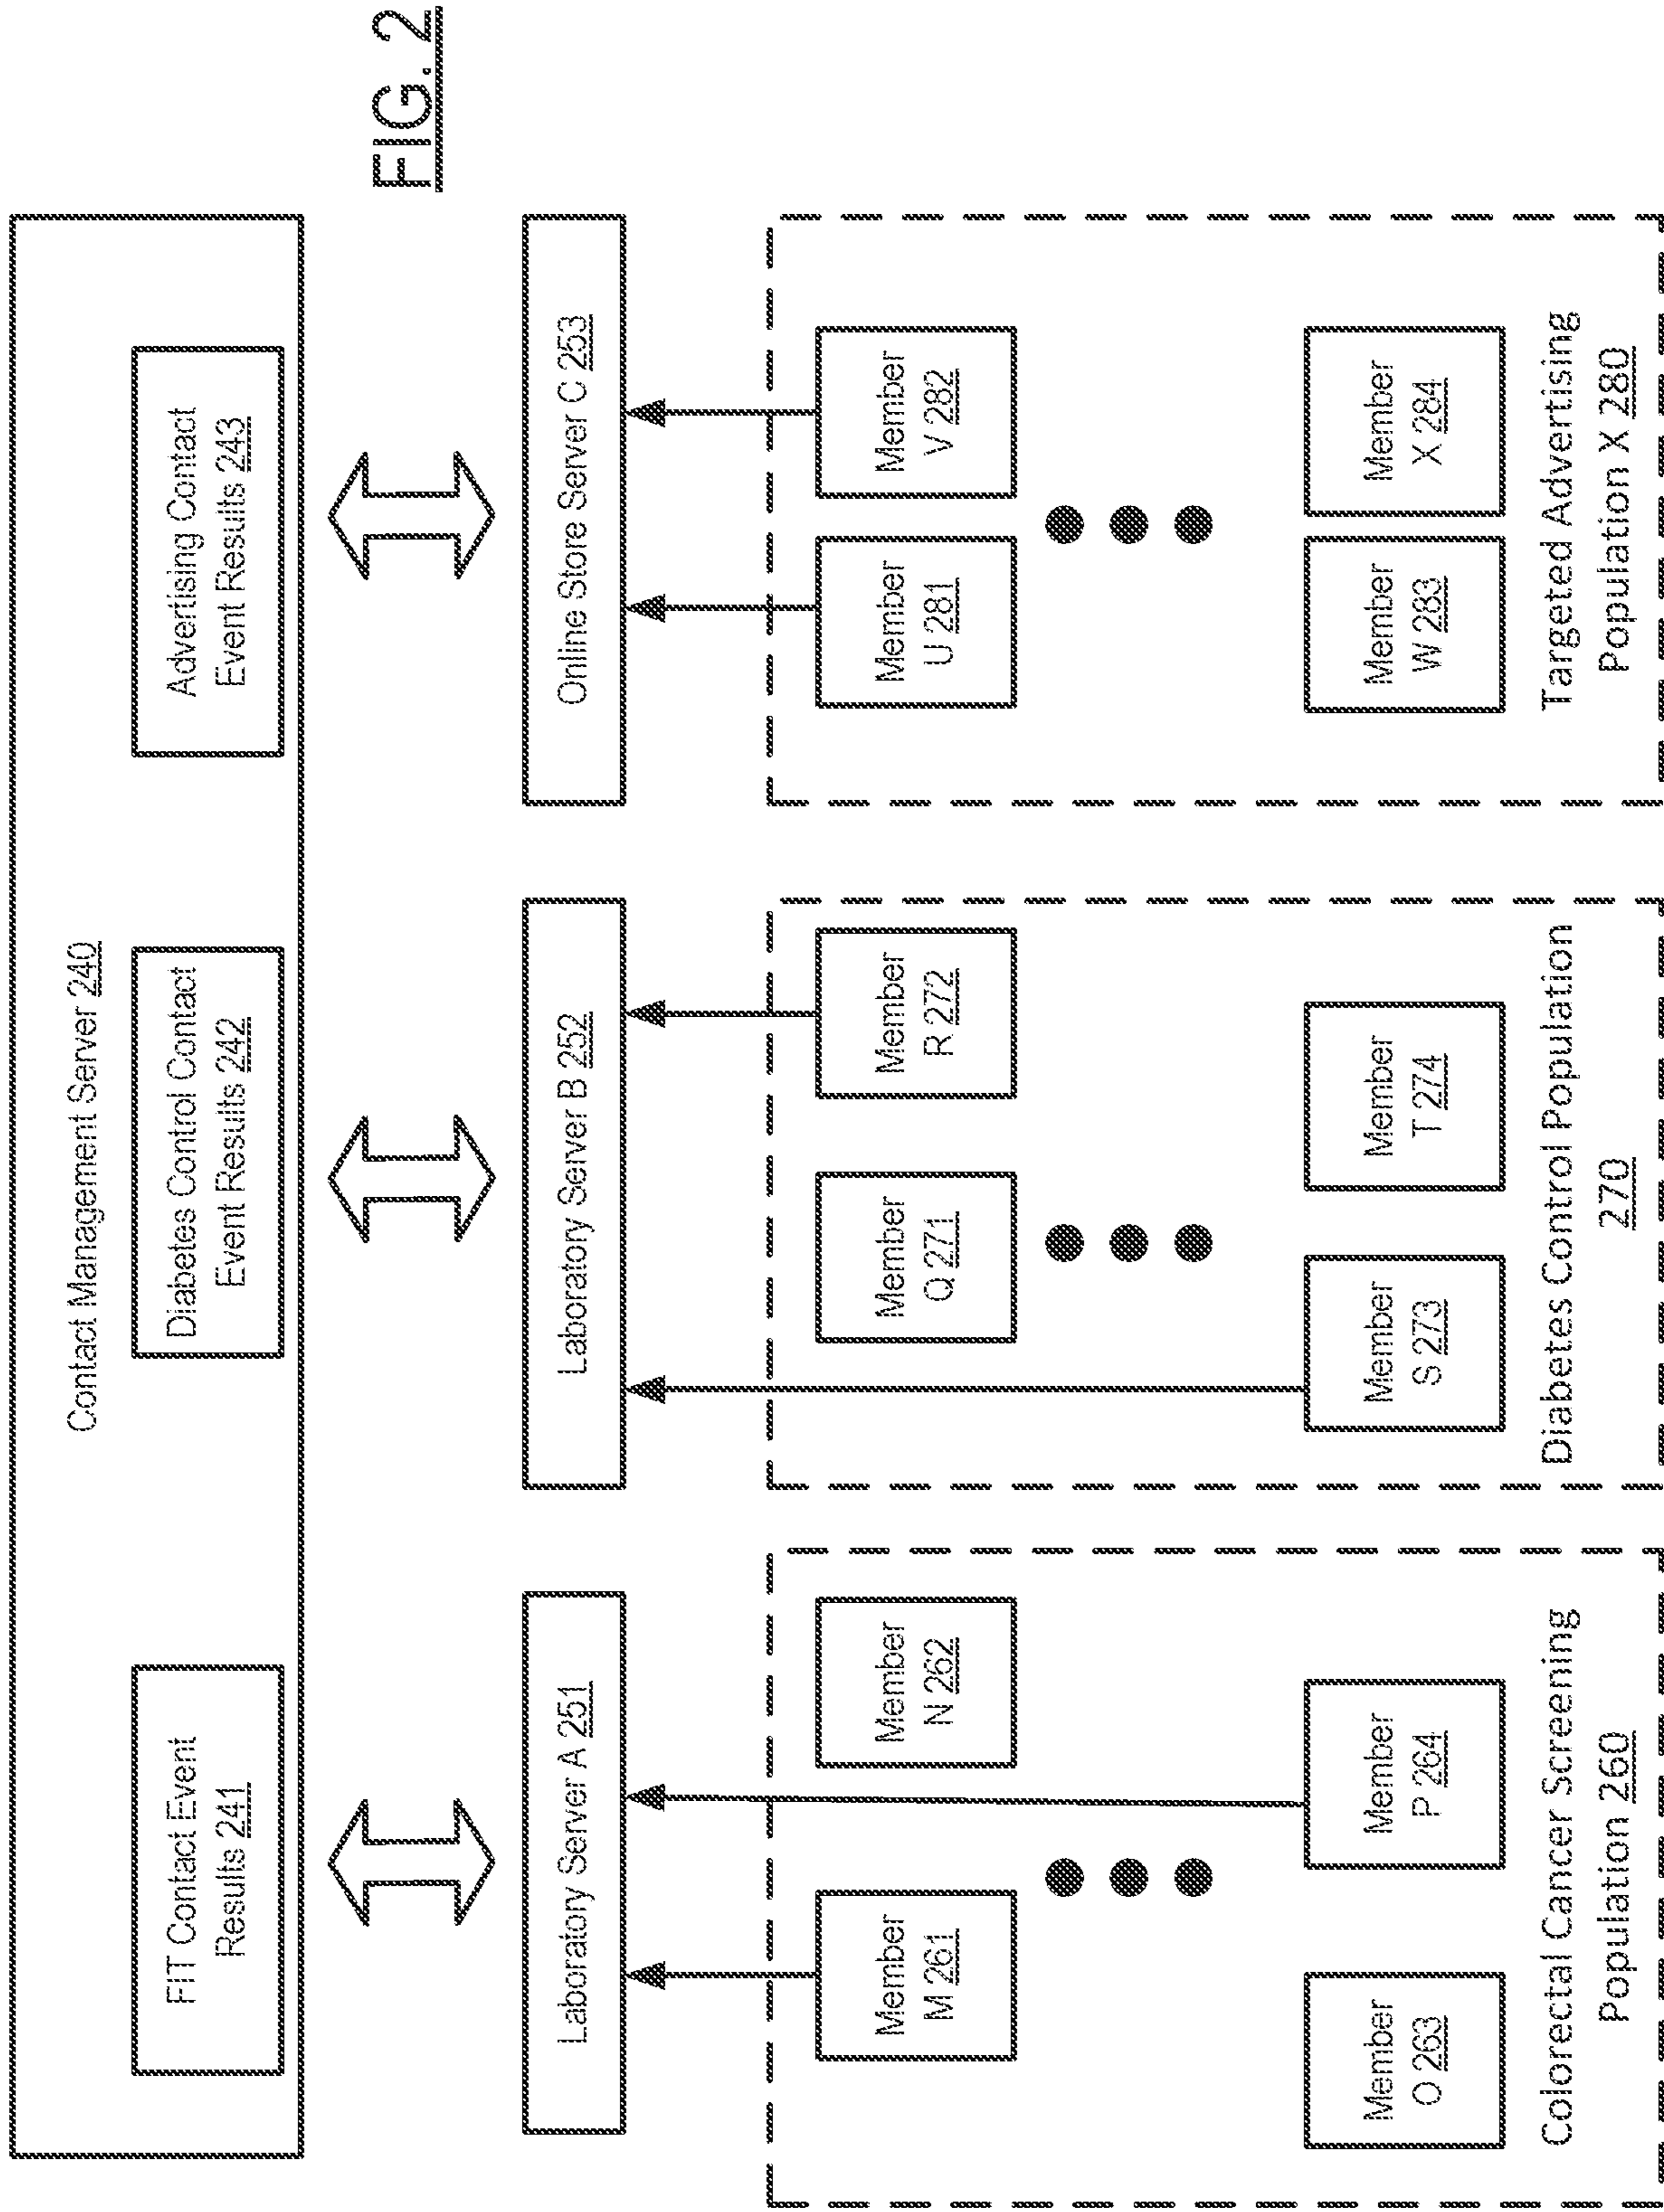 Contact Management Server 240
FIT Contact Event
Results 241
Diabetes Control Contact
Event Results 242
Advertising Contact
Event Results 243
Laboratory Server A 251
Laboratory Server B 252
Online Store Server C 253
Member
M 261
Member
N 262
Member
O 263
Member
P 264
Colorectal Cancer Screening
Population 260
Member
Q 271
Member
R 272
Member
S 273
Member
T 274
Diabetes Control Population
270
Member
U 281
Member
V 282
Member
W 283
Member
X 284
Targeted Advertising
Population X 280
FIG. 2